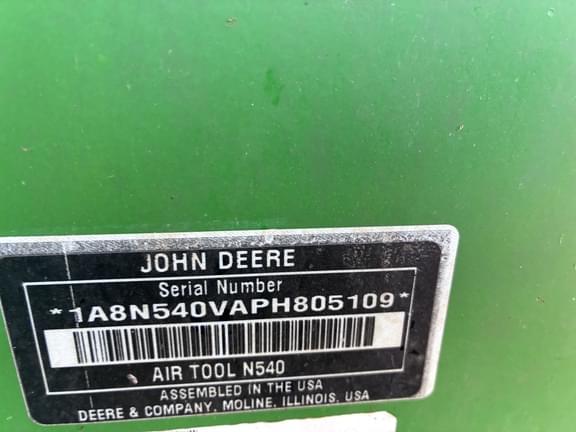 JOHN DEERE
Serial Number
*1A8N540VAPH805109*
AIR TOOL N540
ASSEMBLED IN THE USA
DEERE & COMPANY, MOLINE, ILLINOIS, USA